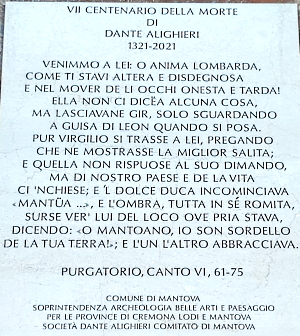 VII CENTENARIO DELLA MORTE
DI
DANTE ALIGHIERI
1321-2021
VENIMMO A LEI: O ANIMA LOMBARDA,
COME TI STAVI ALTERA E DISDEGNOSA
E NEL MOVER DE LI OCCHI ONESTA E TARDA!
ELLA NON CI DICËA ALCUNA COSA,
MA LASCIAVANE GIR, SOLO SGUARDANDO
A GUISA DI LEON QUANDO SI POSA.
PUR VIRGILIO SI TRASSE A LEI, PREGANDO
CHE NE MOSTRASSE LA MIGLIOR SALITA;
E QUELLA NON RISPUOSE AL SUO DIMANDO,
MA DI NOSTRO PAESE E DE LA VITA
CI 'NCHIESE; E 'L DOLCE DUCA INCOMINCIAVA
«MANTÜA ...», E L'OMBRA, TUTTA IN SÉ ROMITA,
SURSE VER' LUI DEL LOCO OVE PRIA STAVA,
DICENDO: «O MANTOANO, IO SON SORDELLO
DE LA TUA TERRA!»; E L'UN L'ALTRO ABBRACCIAVA.
PURGATORIO, CANTO VI, 61-75
COMUNE DI MANTOVA
SOPRINTENDENZA ARCHEOLOGIA BELLE ARTI E PAESAGGIO
PER LE PROVINCE DI CREMONA LODI E MANTOVA
SOCIETÀ DANTE ALIGHIERI COMITATO DI MANTOVA